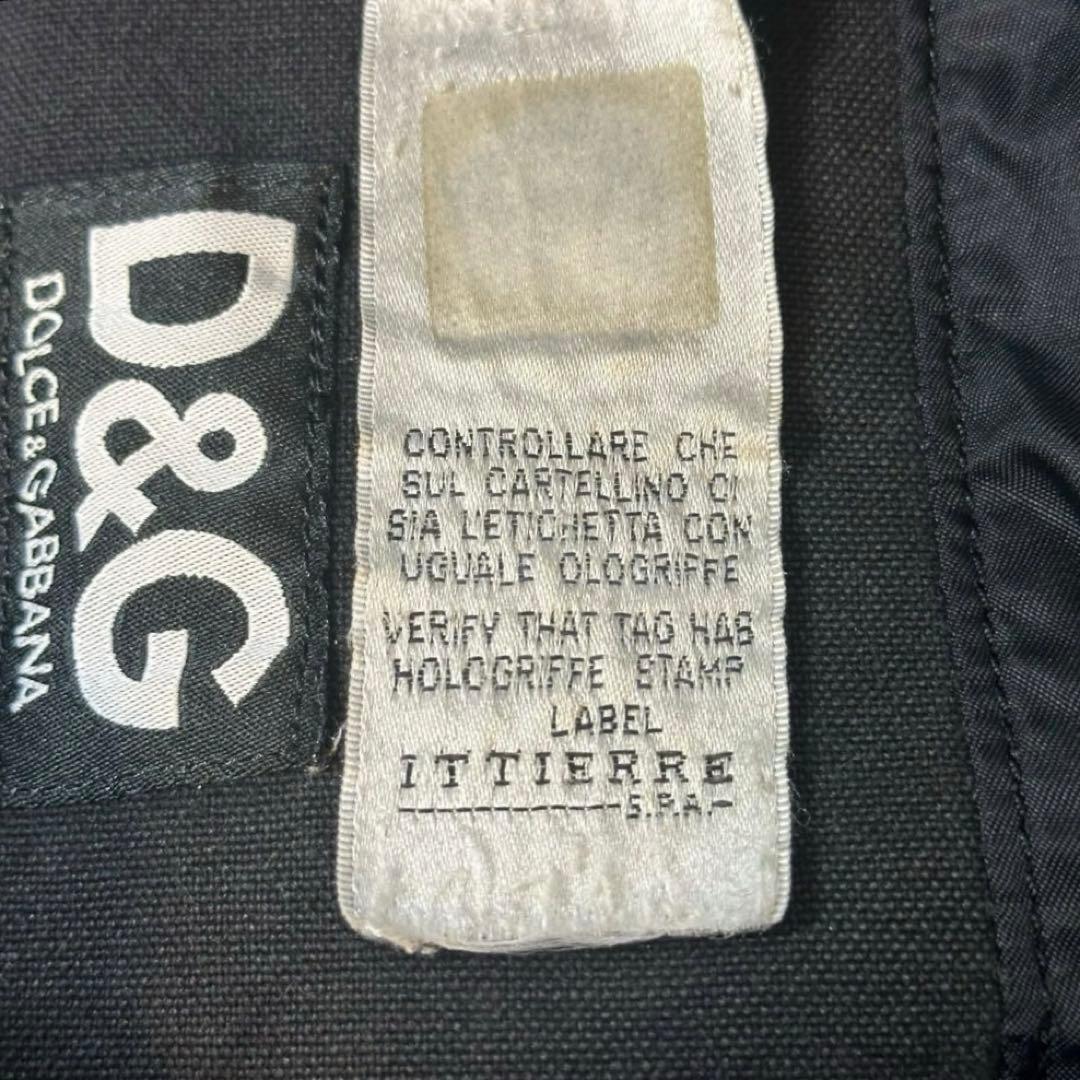 D&G
DOLCE&GABBANA
CONTROLLARE CHE
SUL CARTELLINO CI
SIA L'ETICHETTA CON
UGUALE OLOGRIFFE
VERIFY THAT TAG HAS
HOLOGRIFFE STAMP
LABEL
ITTIERRE
S.P.A.